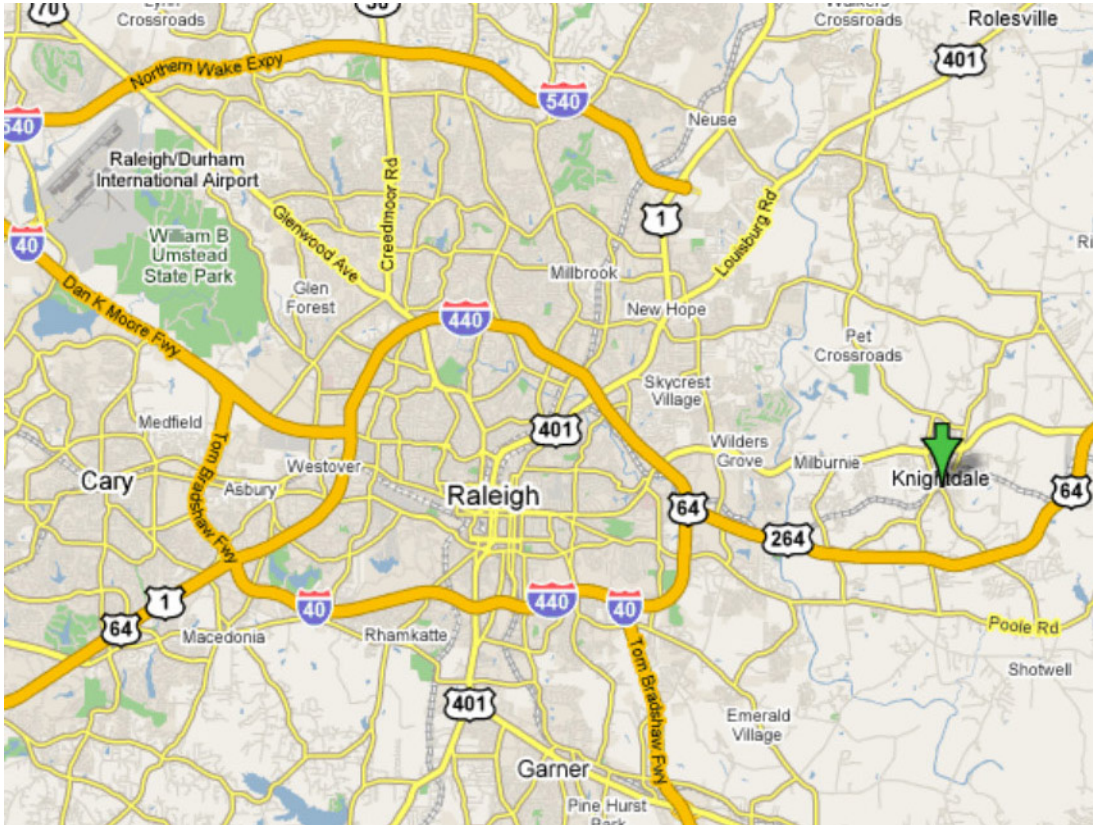 70
Crossroads
50
Crossroads
Rolesville
401
Northern Wake Expy
540
540
Neuse
Raleigh/Durham
International Airport
Creedmoor Rd
Louisburg Rd
1
40
William B
Umstead
State Park
Glenwood Ave
Glen
Forest
Millbrook
Dan K Moore Fwy
440
New Hope
Pet
Crossroads
Skycrest
Village
Medfield
401
Wilders
Grove
Milburnie
Westover
Tom Bradshaw Fwy
Cary
Asbury
Raleigh
Knightdale
64
64
264
1
40
440
40
64
Macedonia
Rhamkatte
Poole Rd
Shotwell
Tom Bradshaw Fwy
401
Emerald
Village
Garner
Pine Hurst
Park